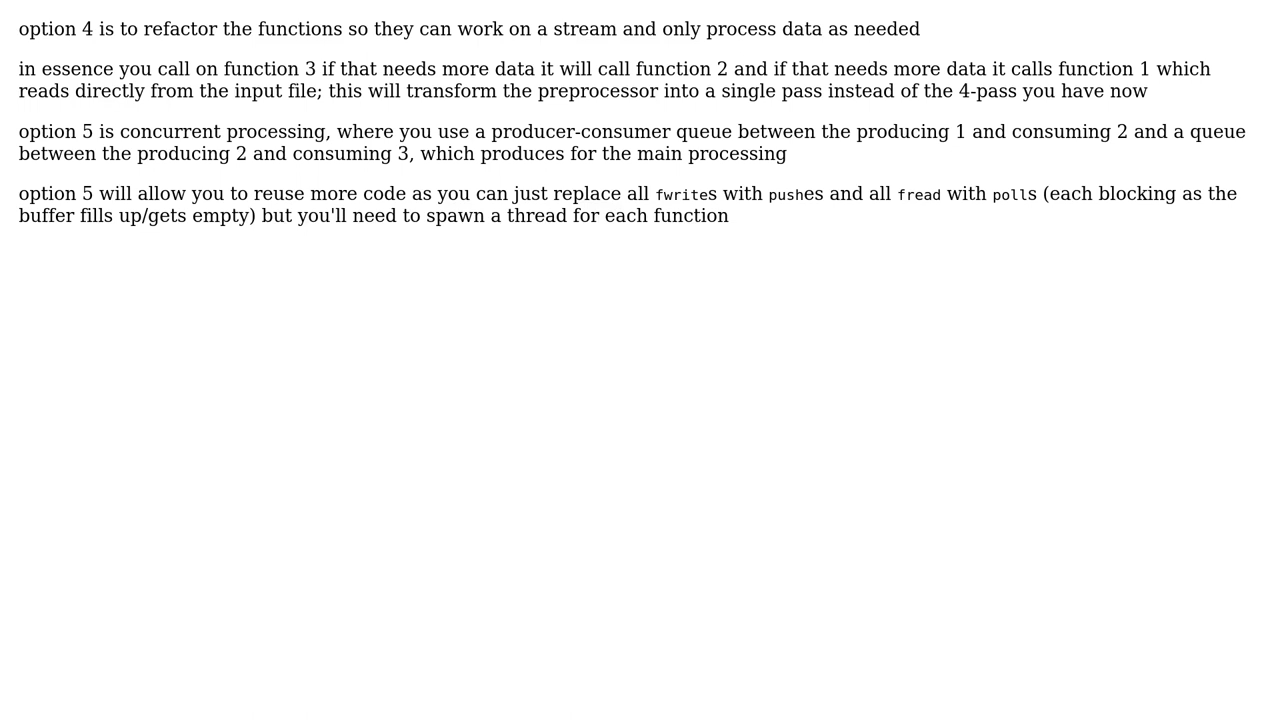 option 4 is to refactor the functions so they can work on a stream and only process data as needed
in essence you call on function 3 if that needs more data it will call function 2 and if that needs more data it calls function 1 which
reads directly from the input file; this will transform the preprocessor into a single pass instead of the 4-pass you have now
option 5 is concurrent processing, where you use a producer-consumer queue between the producing 1 and consuming 2 and a queue
between the producing 2 and consuming 3, which produces for the main processing
option 5 will allow you to reuse more code as you can just replace all fwrites with pushes and all fread with polls (each blocking as the
buffer fills up/gets empty) but you'll need to spawn a thread for each function